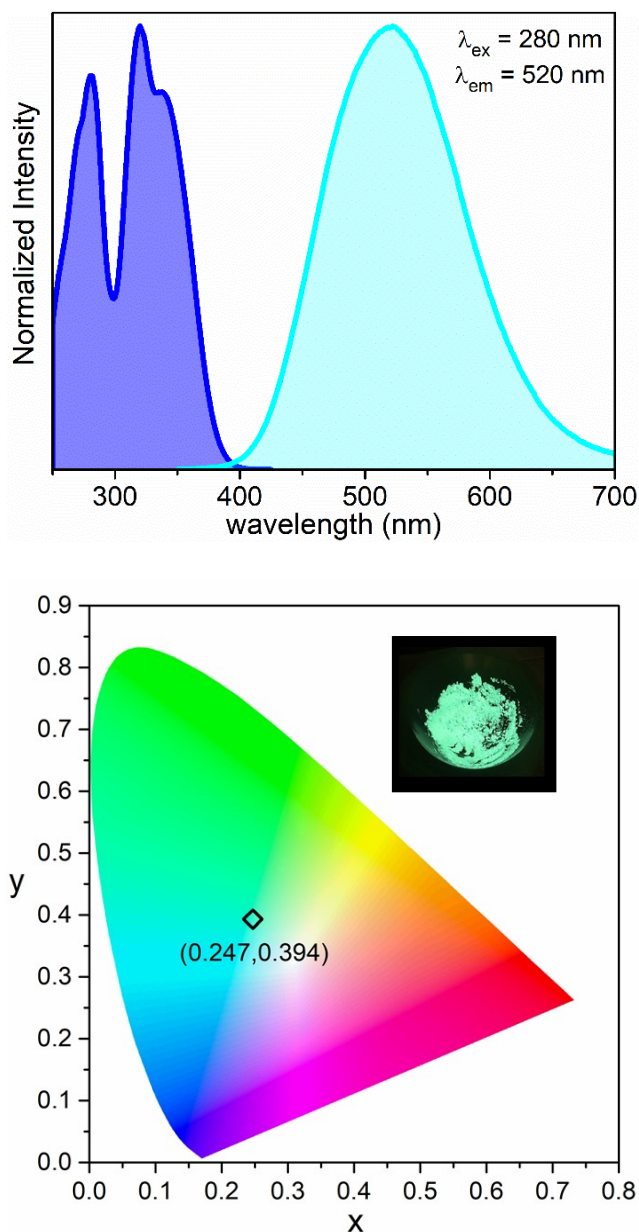 λex = 280 nm
λem = 520 nm
Normalized Intensity
300 400 500 600 700
wavelength (nm)
0.9
0.8
0.7
0.6
0.5
y
0.4
(0.247,0.394)
0.3
0.2
0.1
0.0
0.0 0.1 0.2 0.3 0.4 0.5 0.6 0.7 0.8
x